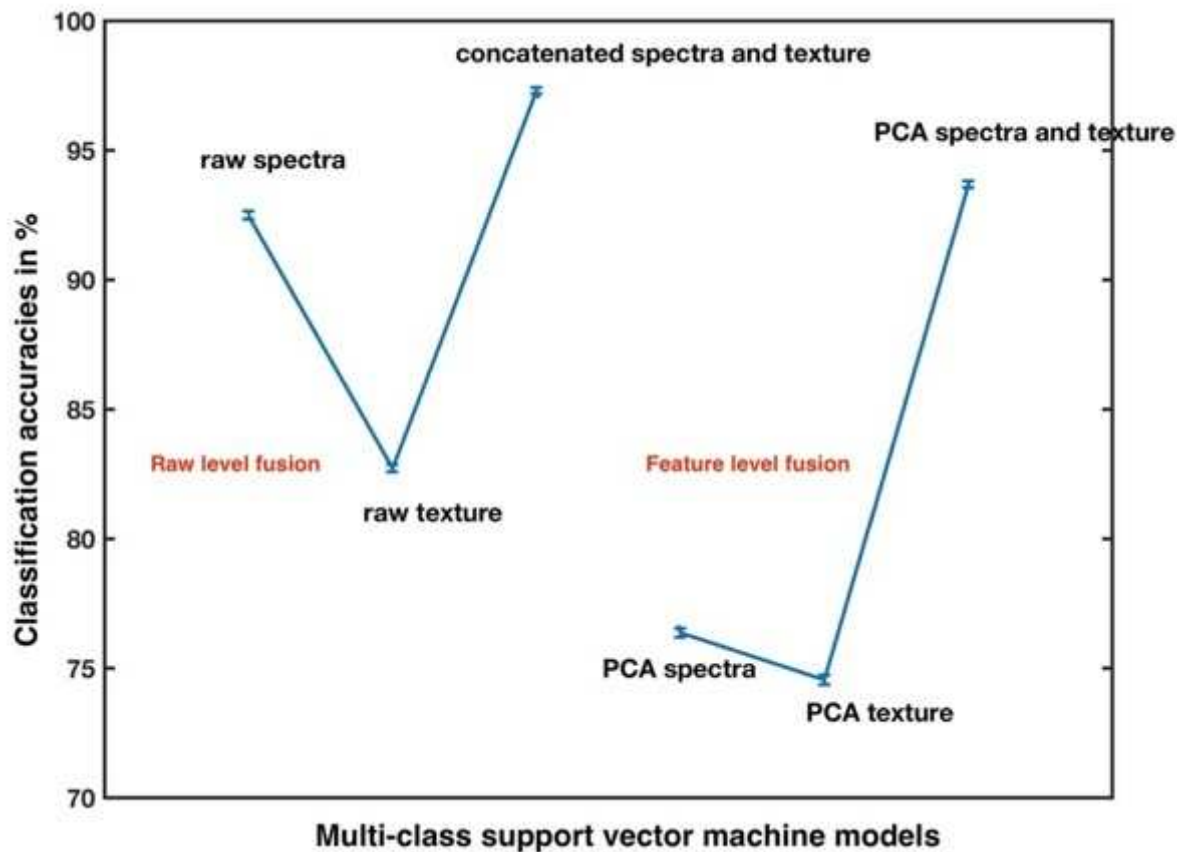 100
95
90
85
80
75
70
Classification accuracies in %
concatenated spectra and texture
raw spectra
PCA spectra and texture
Raw level fusion
Feature level fusion
raw texture
PCA spectra
PCA texture
Multi-class support vector machine models